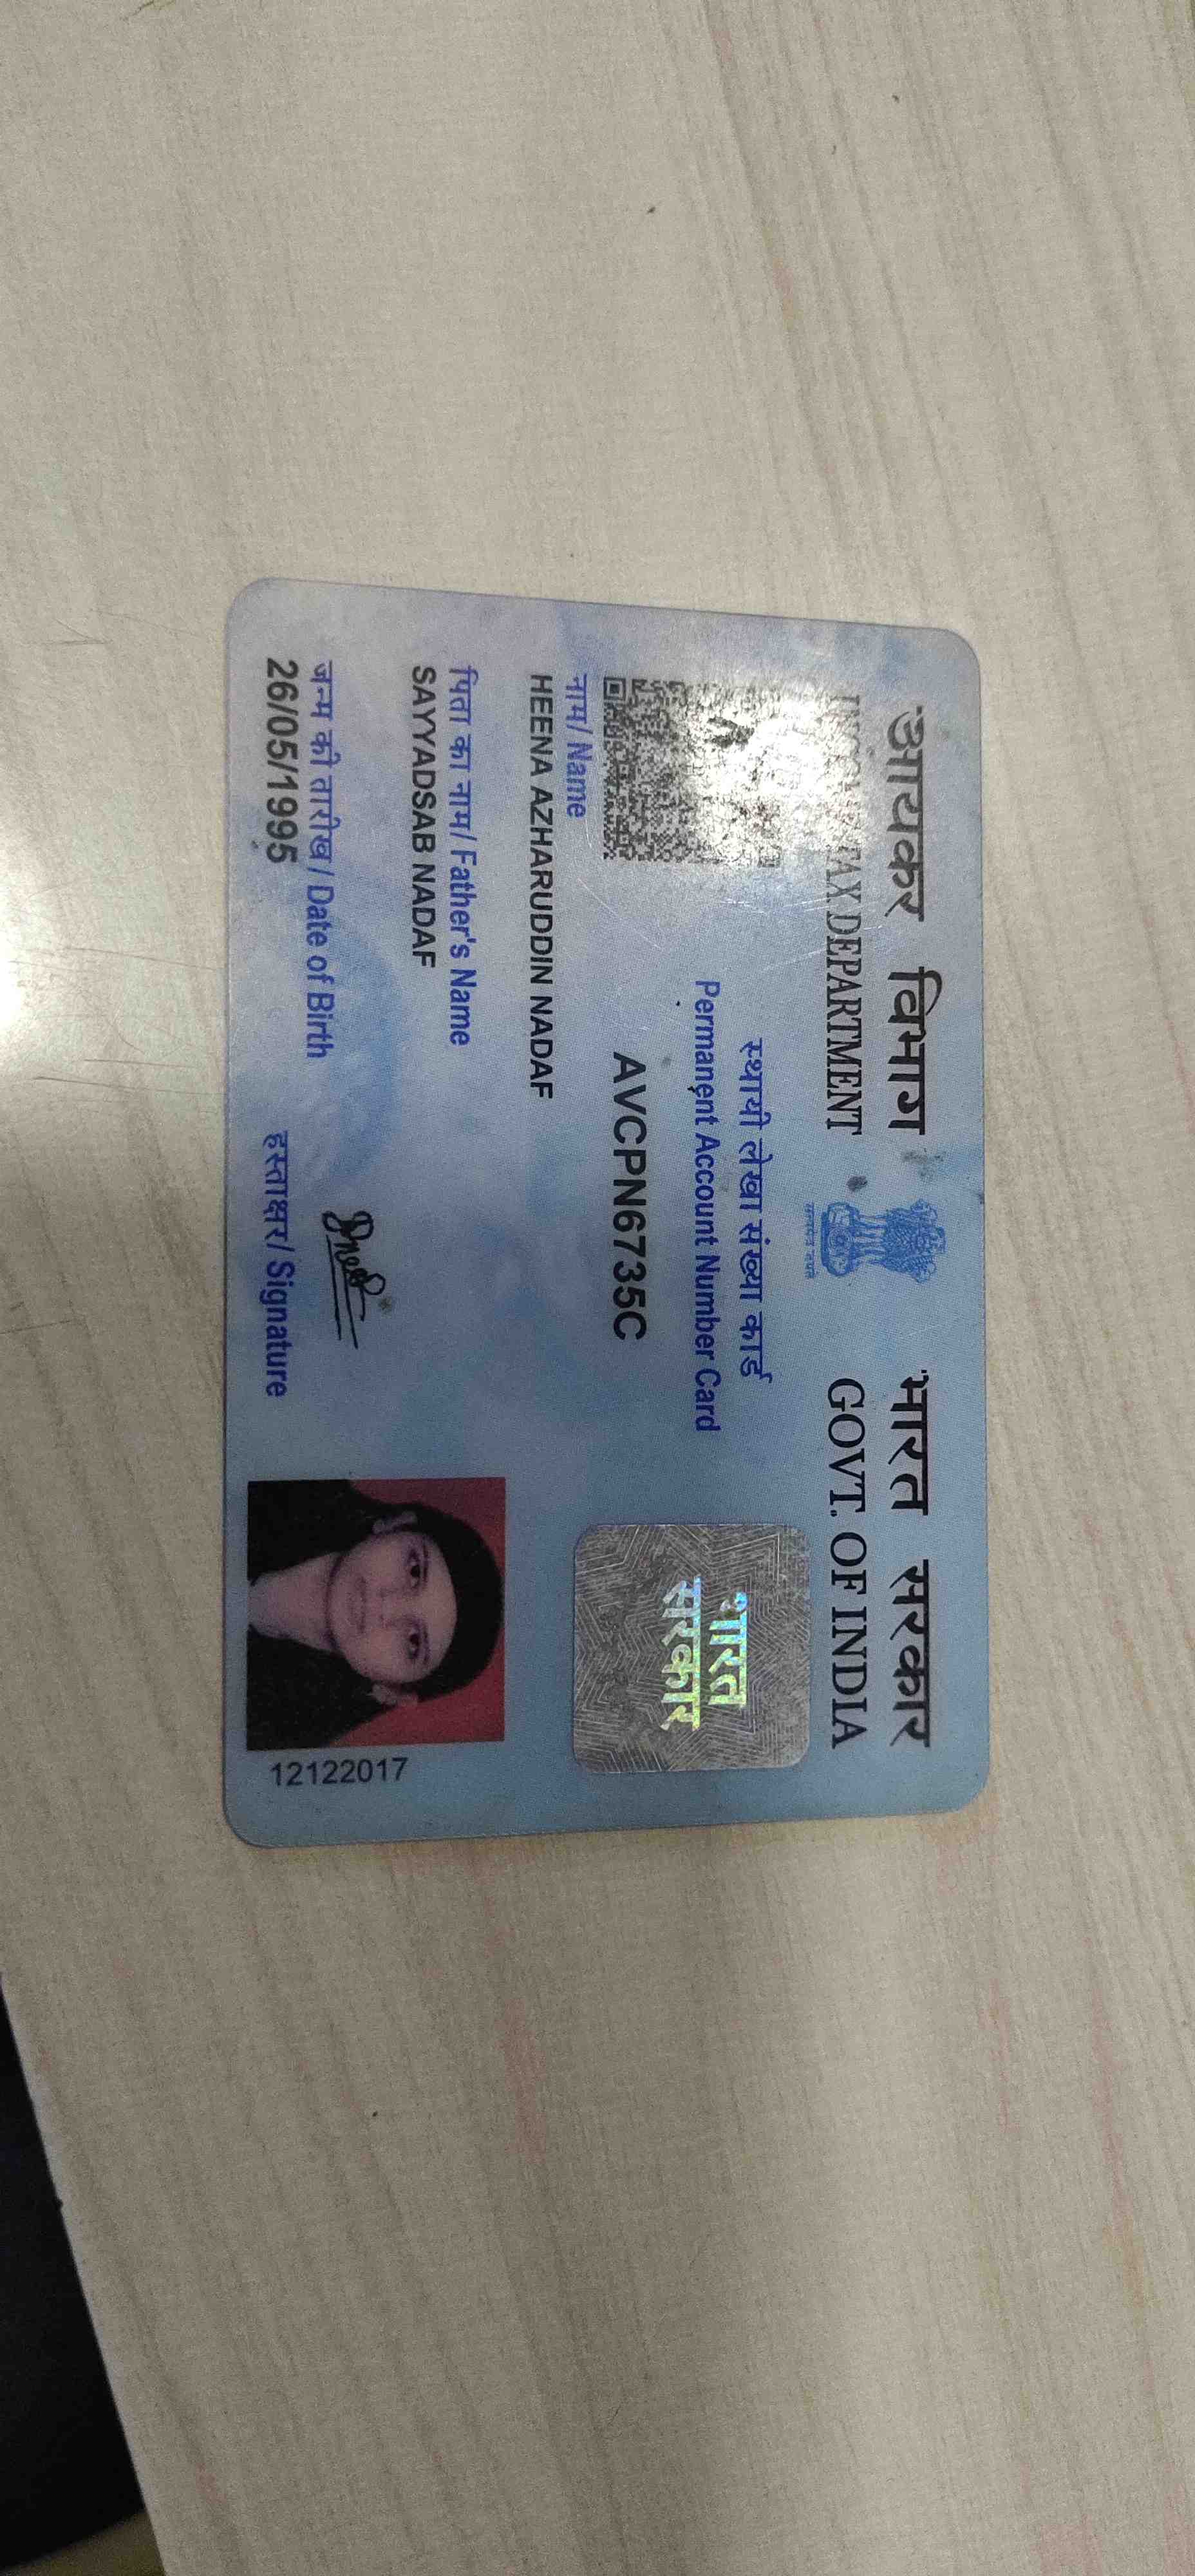 आयकर विभाग
INCOME TAX DEPARTMENT
भारत सरकार
GOVT. OF INDIA
सत्यमेव जयते
स्थायी लेखा संख्या कार्ड
Permanent Account Number Card
AVCPN6735C
भारत
सरकार
नाम/ Name
HEENA AZHARUDDIN NADAF
पिता का नाम/ Father's Name
SAYYADSAB NADAF
जन्म की तारीख / Date of Birth
26/05/1995
हस्ताक्षर/ Signature
12122017